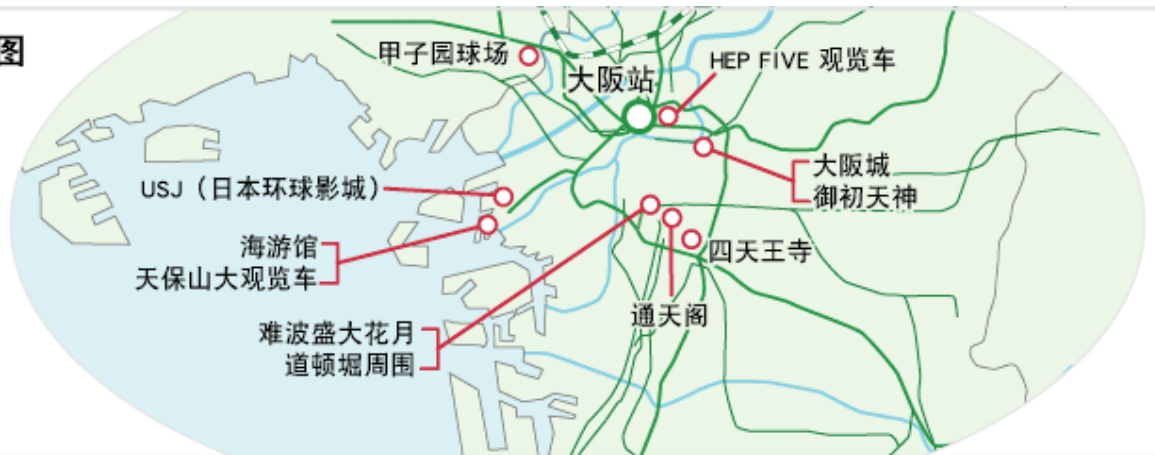 图
甲子园球场
大阪站
HEP FIVE 观览车
大阪城
御初天神
USJ（日本环球影城）
海游馆
天保山大观览车
四天王寺
通天阁
难波盛大花月
道顿堀周围